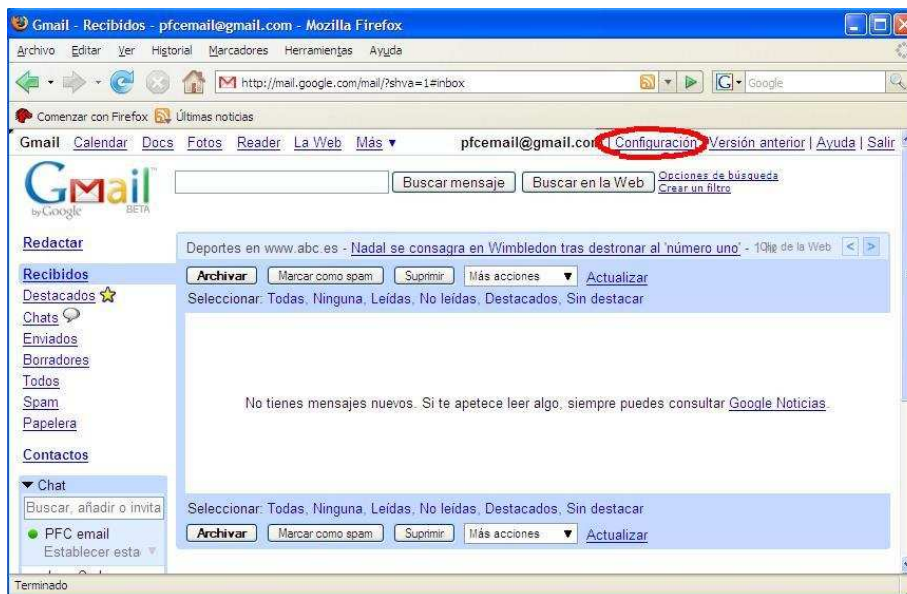 Gmail - Recibidos - pfcemail@gmail.com - Mozilla Firefox
Archivo Editar Ver Historial Marcadores Herramientas Ayuda
http://mail.google.com/mail/?shva=1#inbox
Google
Comenzar con Firefox Últimas noticias
Gmail Calendar Docs Fotos Reader La Web Más ▼ pfcemail@gmail.com | Configuración Versión anterior | Ayuda | Salir
Gmail
by Google BETA
Buscar mensaje Buscar en la Web Opciones de búsqueda
Crear un filtro
Redactar
Deportes en www.abc.es - Nadal se consagra en Wimbledon tras destronar al 'número uno' - de la Web < >
Recibidos
Archivar Marcar como spam Suprimir Más acciones ▼ Actualizar
Destacados
Seleccionar: Todas, Ninguna, Leídas, No leídas, Destacados, Sin destacar
Chats
Enviados
Borradores
Todos
Spam
Papelera
No tienes mensajes nuevos. Si te apetece leer algo, siempre puedes consultar Google Noticias.
Contactos
▼ Chat
Buscar, añadir o invita
Seleccionar: Todas, Ninguna, Leídas, No leídas, Destacados, Sin destacar
PFC email
Archivar Marcar como spam Suprimir Más acciones ▼ Actualizar
Establecer esta
Terminado